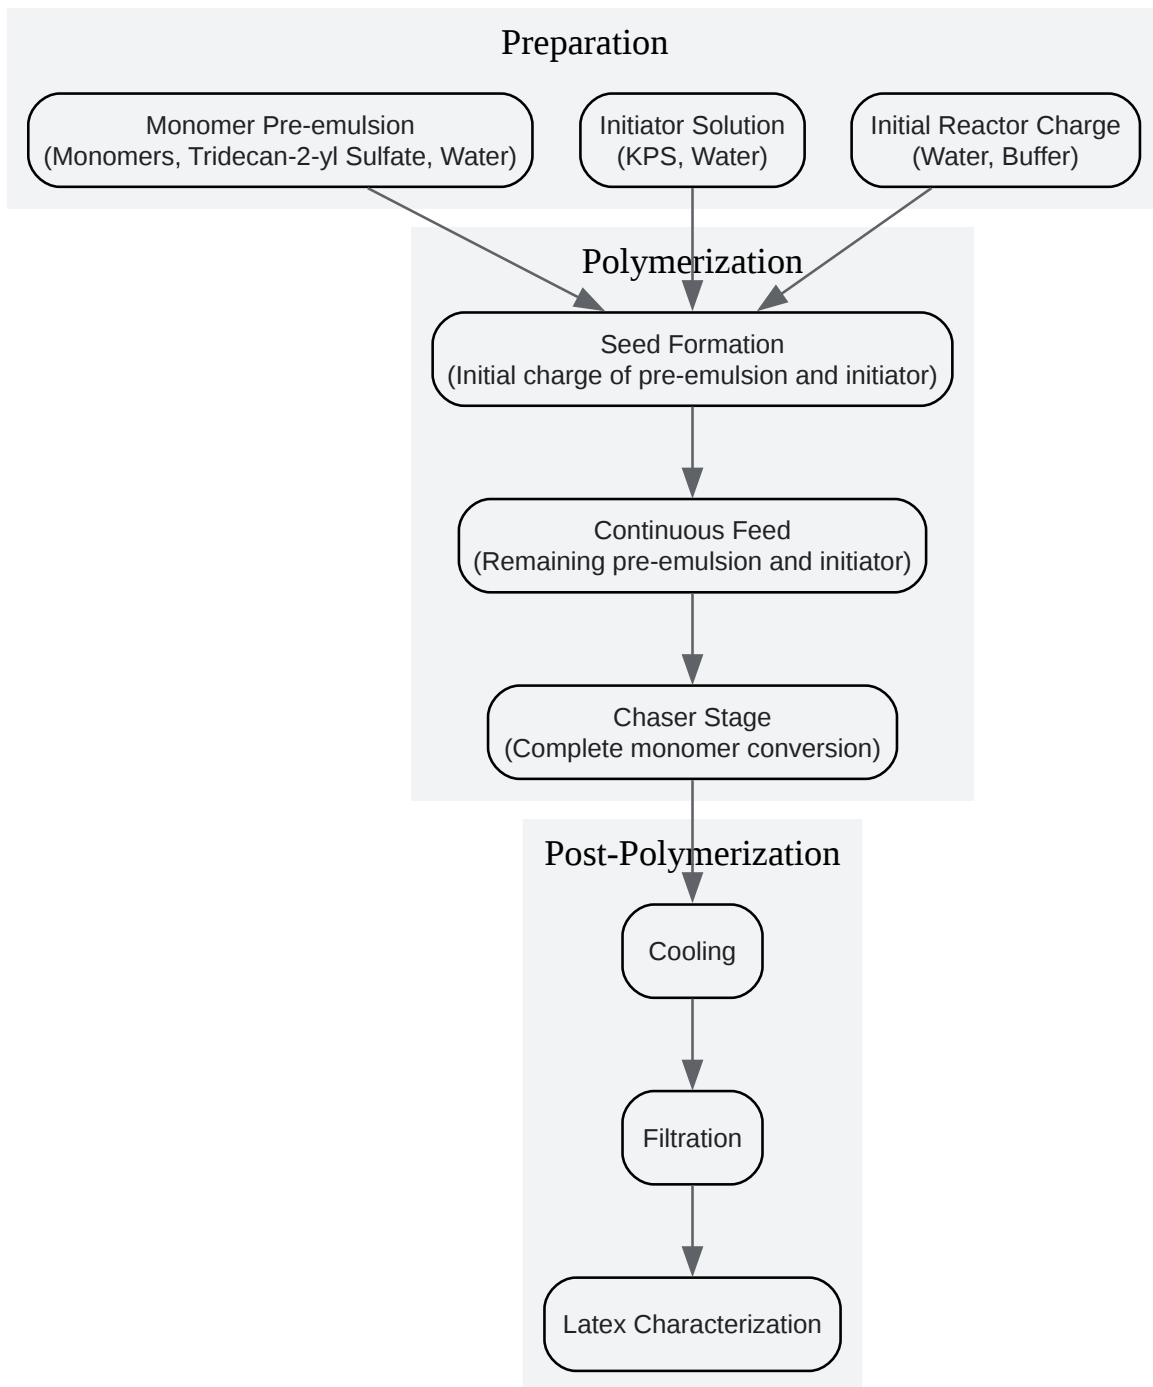 Preparation
Monomer Pre-emulsion
(Monomers, Tridecan-2-yl Sulfate, Water)
Initiator Solution
(KPS, Water)
Initial Reactor Charge
(Water, Buffer)
Polymerization
Seed Formation
(Initial charge of pre-emulsion and initiator)
Continuous Feed
(Remaining pre-emulsion and initiator)
Chaser Stage
(Complete monomer conversion)
Post-Polymerization
Cooling
Filtration
Latex Characterization